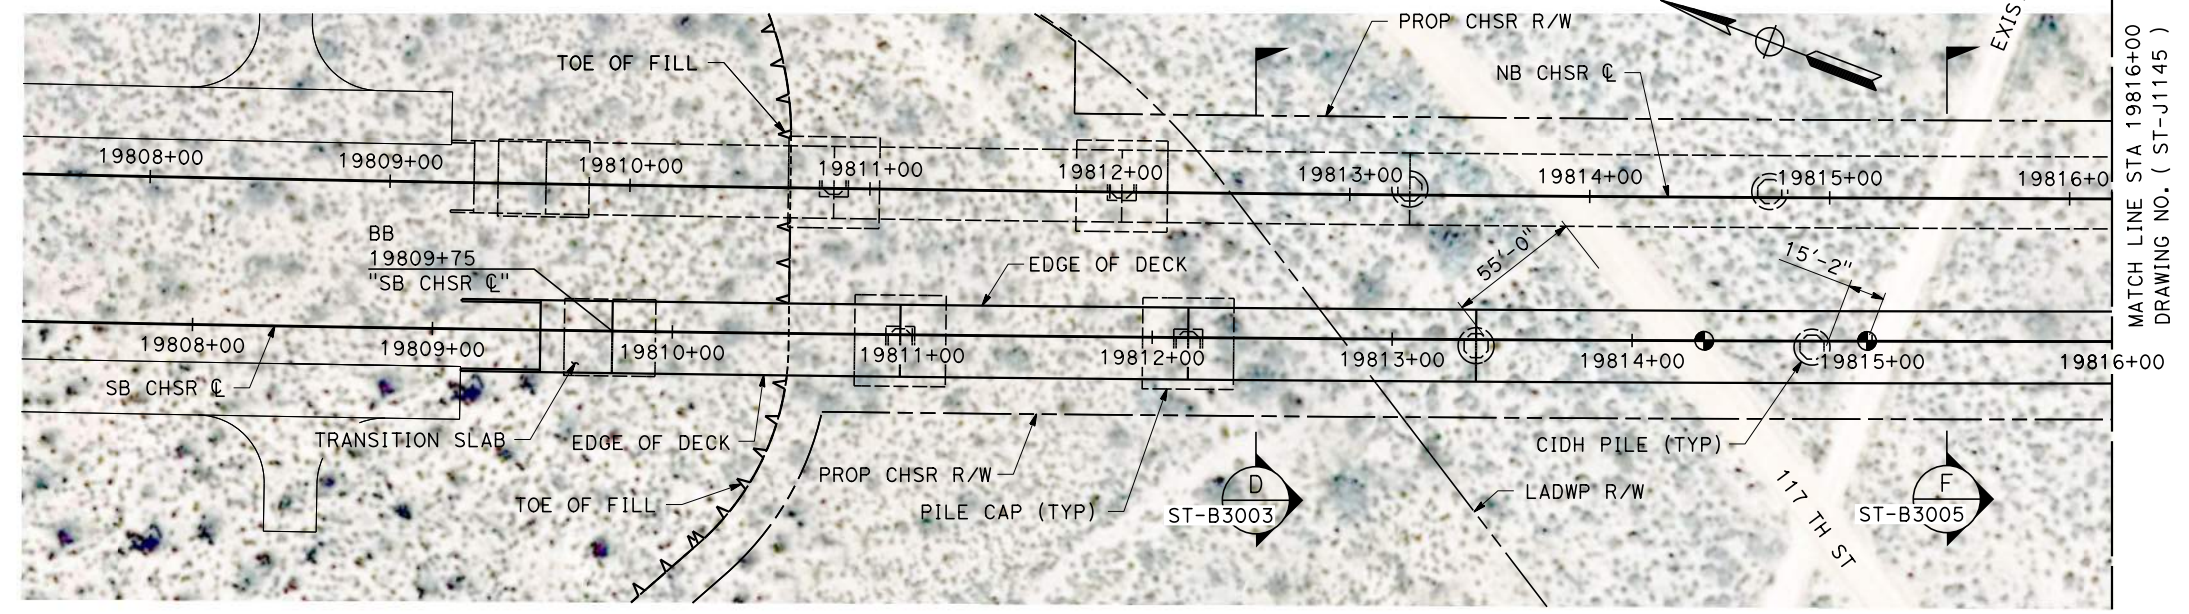 PROP CHSR R/W
EXIS
TOE OF FILL
NB CHSR ℄
19808+00
19809+00
19810+00
19811+00
19812+00
19813+00
19814+00
19815+00
19816+0
BB
19809+75
"SB CHSR ℄"
EDGE OF DECK
55'-0"
15'-2"
19808+00
19809+00
19810+00
19811+00
19812+00
19813+00
19814+00
19815+00
19816+00
SB CHSR ℄
TRANSITION SLAB
EDGE OF DECK
TOE OF FILL
PROP CHSR R/W
PILE CAP (TYP)
D
ST-B3003
LADWP R/W
CIDH PILE (TYP)
117 TH ST
F
ST-B3005
MATCH LINE STA 19816+00
DRAWING NO. ( ST-J1145 )